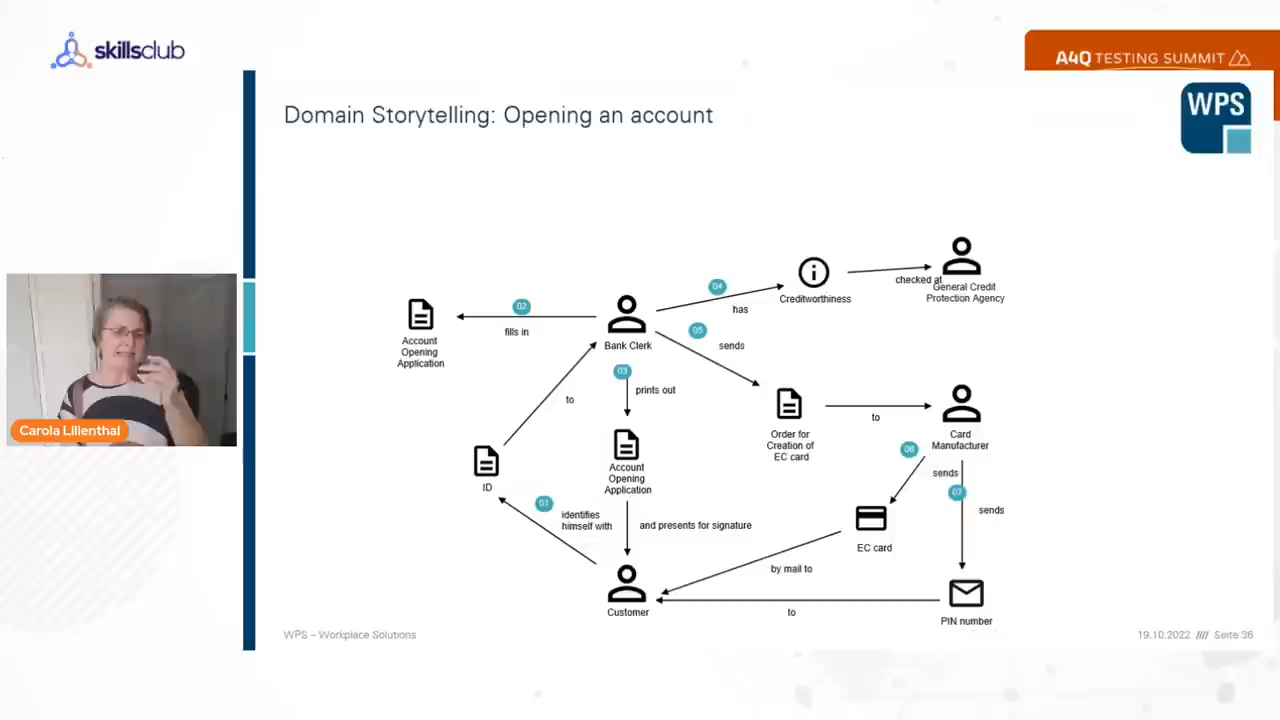 skillsclub
A4Q TESTING SUMMIT
WPS
Domain Storytelling: Opening an account
04
checked at
Creditworthiness
General Credit
Protection Agency
has
02
fills in
Account
Opening
Application
Bank Clerk
05
sends
03
prints out
to
Order for
Creation of
EC card
to
Card
Manufacturer
06
sends
07
sends
ID
Account
Opening
Application
01
identifies
himself with
and presents for signature
EC card
by mail to
Customer
to
PIN number
Carola Lilienthal
WPS – Workplace Solutions
19.10.2022 //// Seite 36